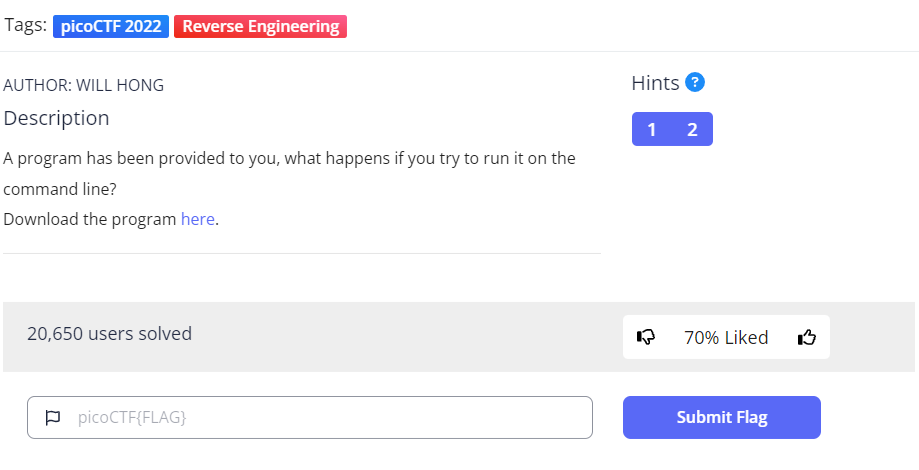 Tags: picoCTF 2022 Reverse Engineering
AUTHOR: WILL HONG
Hints ?
Description
1 2
A program has been provided to you, what happens if you try to run it on the
command line?
Download the program here.
20,650 users solved
70% Liked
picoCTF{FLAG}
Submit Flag